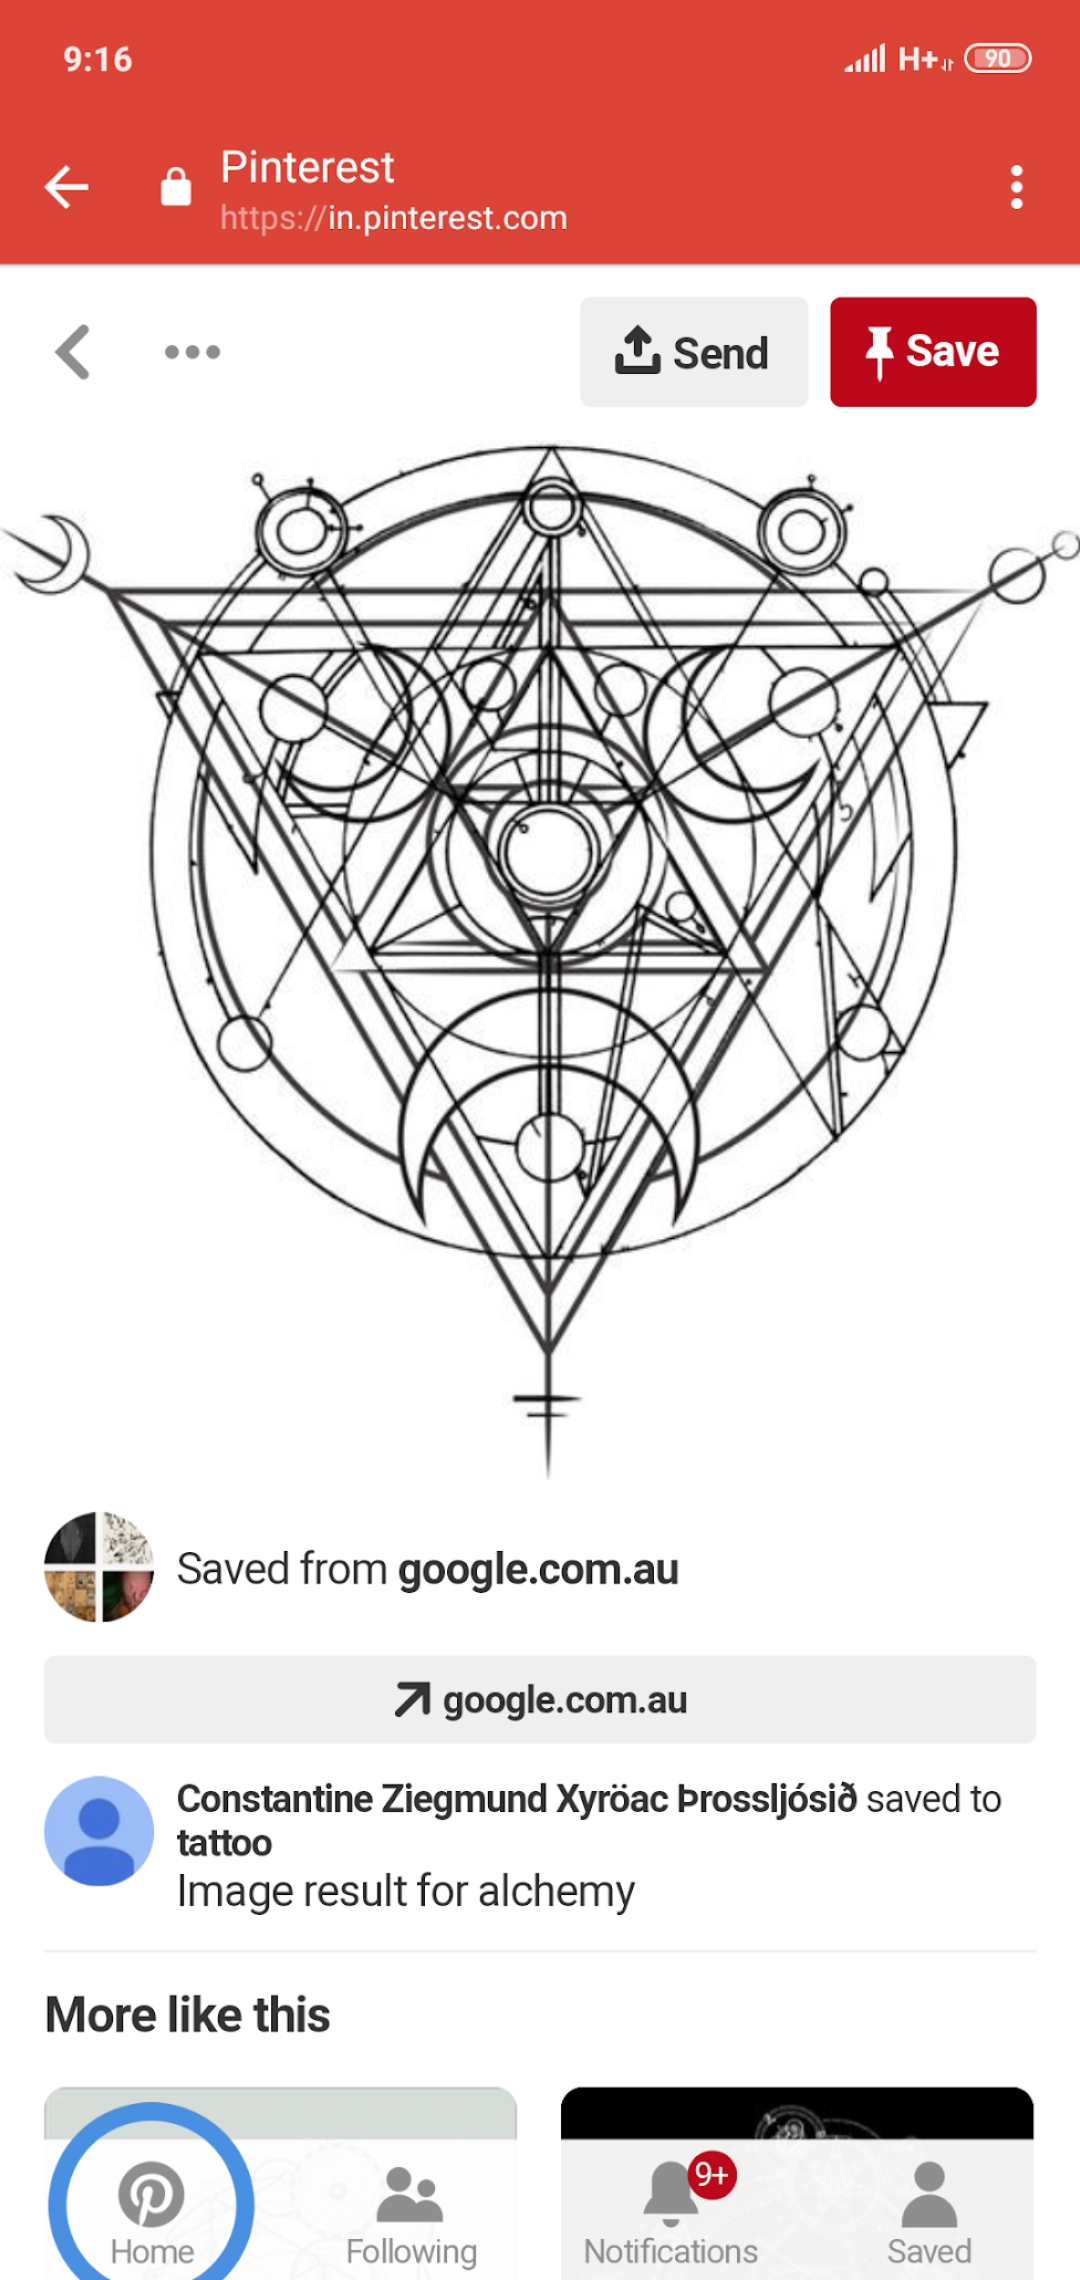 9:16
H+
90
Pinterest
https://in.pinterest.com
Send
Save
Saved from google.com.au
google.com.au
Constantine Ziegmund Xyröac Þrossljósið saved to
tattoo
Image result for alchemy
More like this
9+
Home
Following
Notifications
Saved